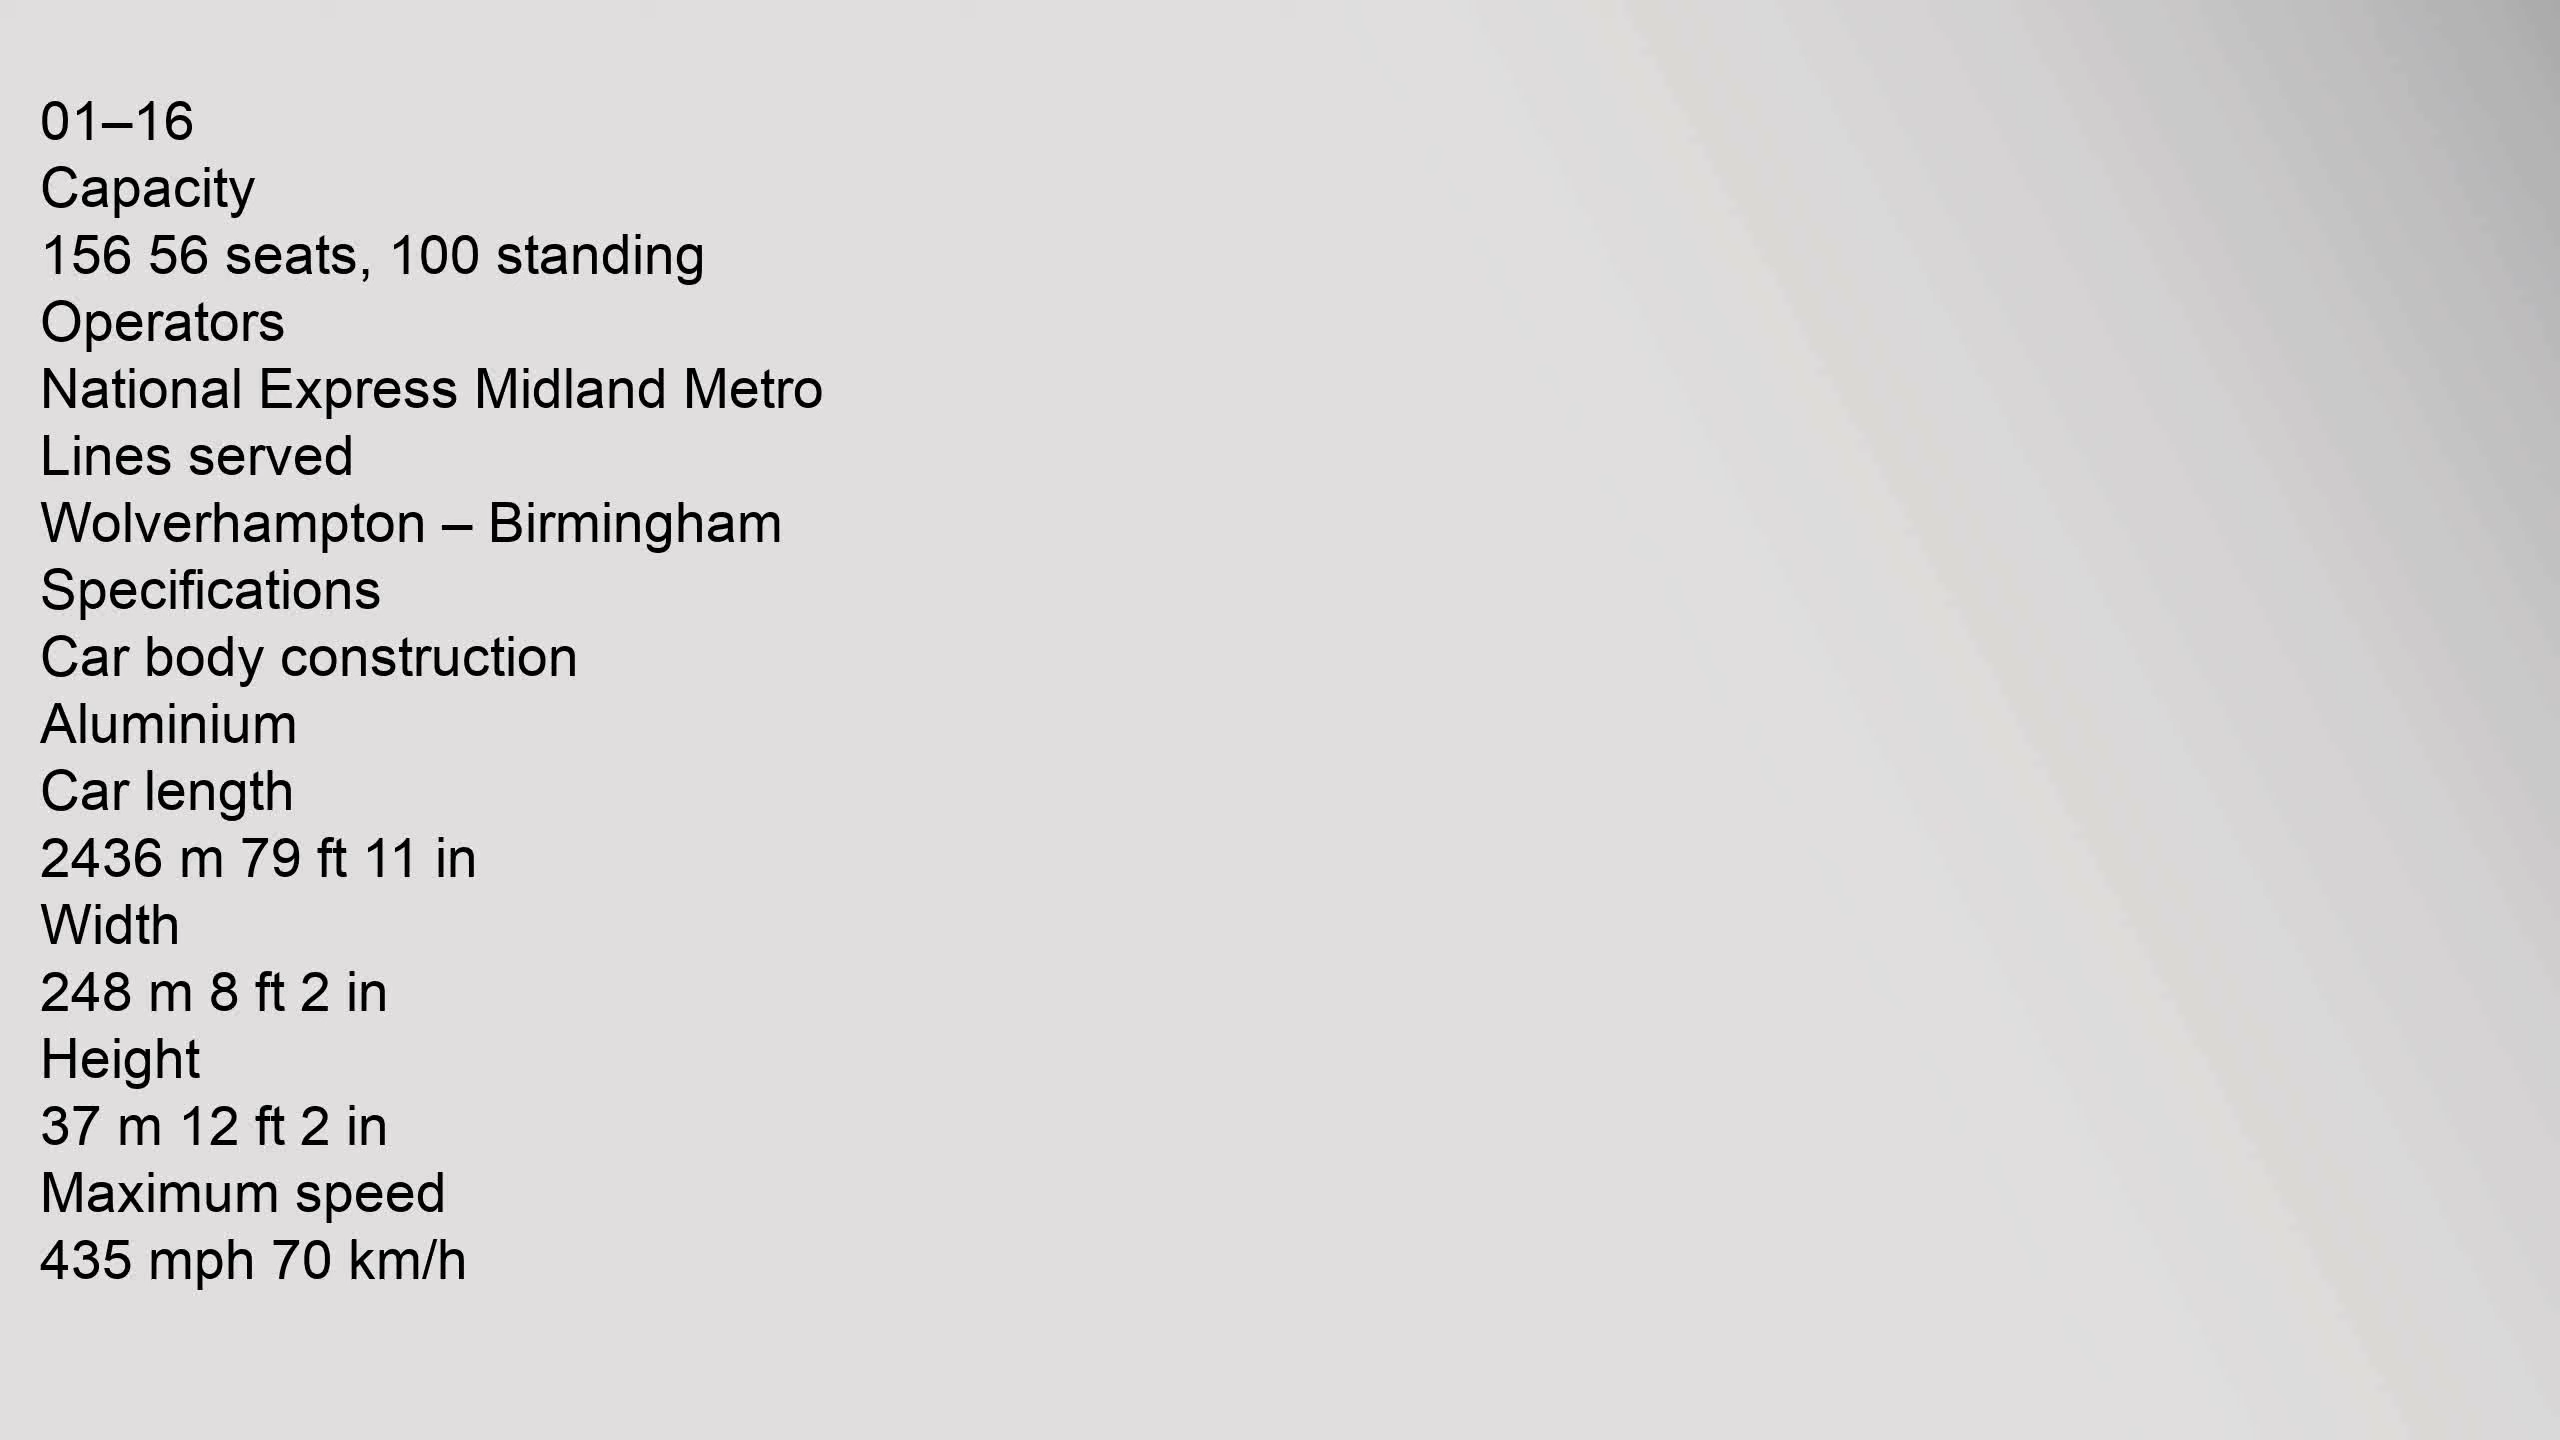 01–16
Capacity
156 56 seats, 100 standing
Operators
National Express Midland Metro
Lines served
Wolverhampton – Birmingham
Specifications
Car body construction
Aluminium
Car length
2436 m 79 ft 11 in
Width
248 m 8 ft 2 in
Height
37 m 12 ft 2 in
Maximum speed
435 mph 70 km/h